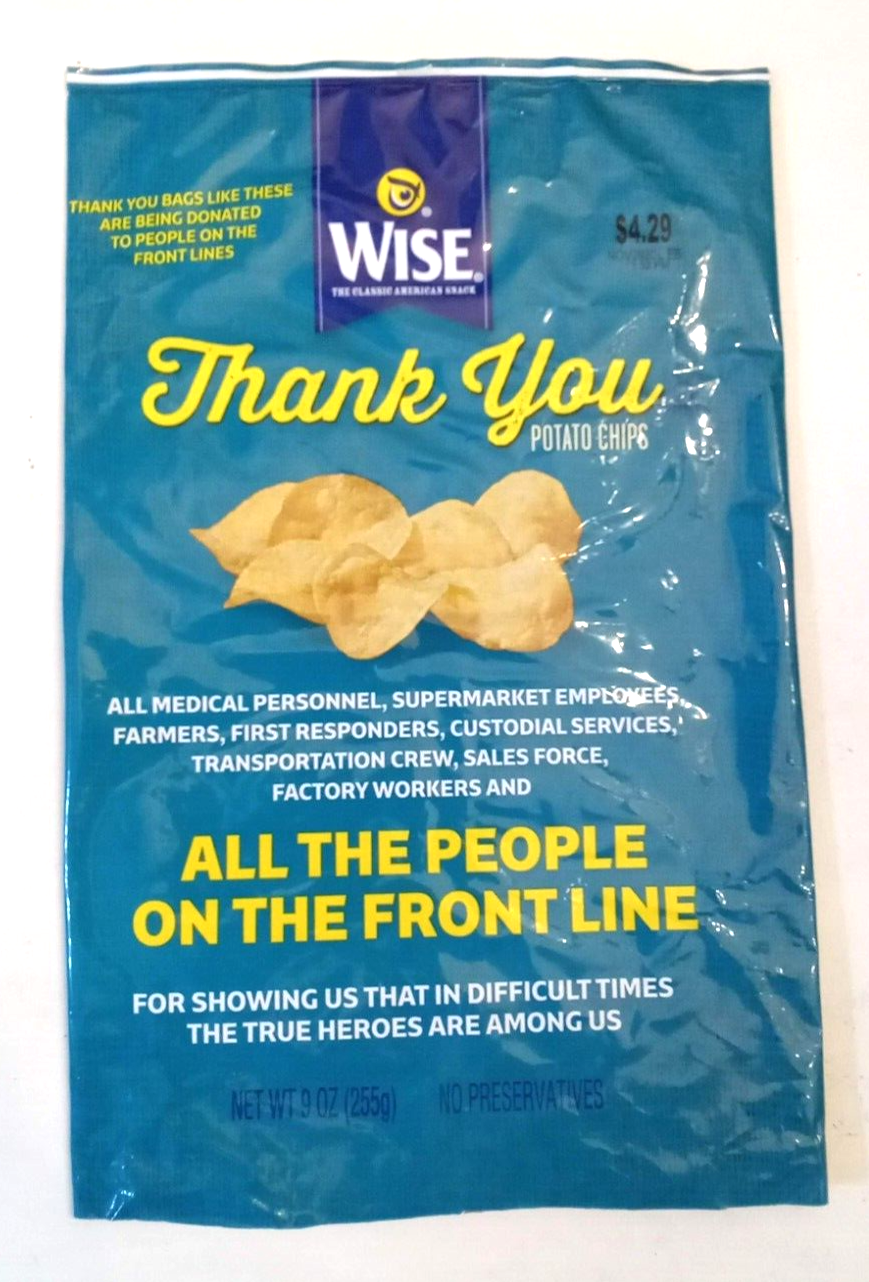 THANK YOU BAGS LIKE THESE
ARE BEING DONATED
TO PEOPLE ON THE
FRONT LINES
WISE®
THE CLASSIC AMERICAN SNACK
$4.29
Thank You
POTATO CHIPS
ALL MEDICAL PERSONNEL, SUPERMARKET EMPLOYEES,
FARMERS, FIRST RESPONDERS, CUSTODIAL SERVICES,
TRANSPORTATION CREW, SALES FORCE,
FACTORY WORKERS AND
ALL THE PEOPLE
ON THE FRONT LINE
FOR SHOWING US THAT IN DIFFICULT TIMES
THE TRUE HEROES ARE AMONG US
NET WT 9 OZ (255g) NO PRESERVATIVES